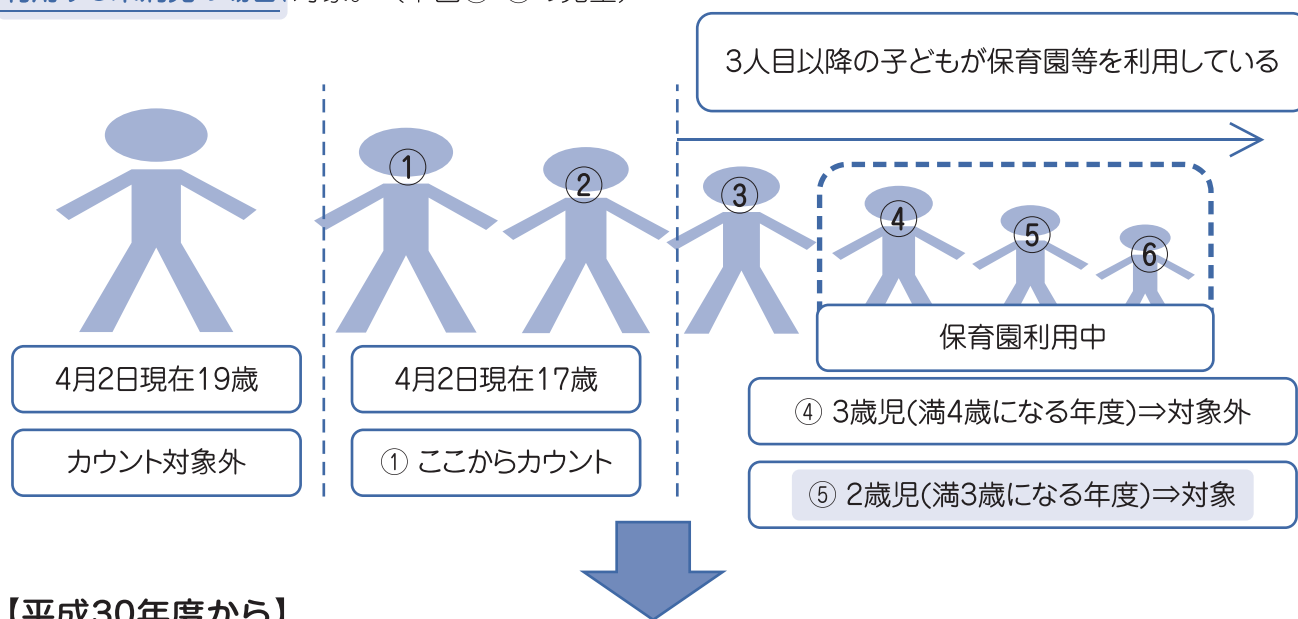 3人目以降の子どもが保育園等を利用している
①
②
③
④
⑤
⑥
保育園利用中
4月2日現在19歳
4月2日現在17歳
④ 3歳児(満4歳になる年度)⇒対象外
カウント対象外
① ここからカウント
⑤ 2歳児(満3歳になる年度)⇒対象
【平成30年度から】